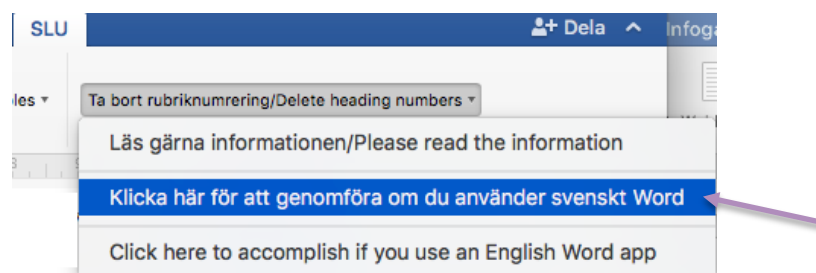 SLU
Dela
Infoga
les
Ta bort rubriknumrering/Delete heading numbers
Läs gärna informationen/Please read the information
Klicka här för att genomföra om du använder svenskt Word
Click here to accomplish if you use an English Word app